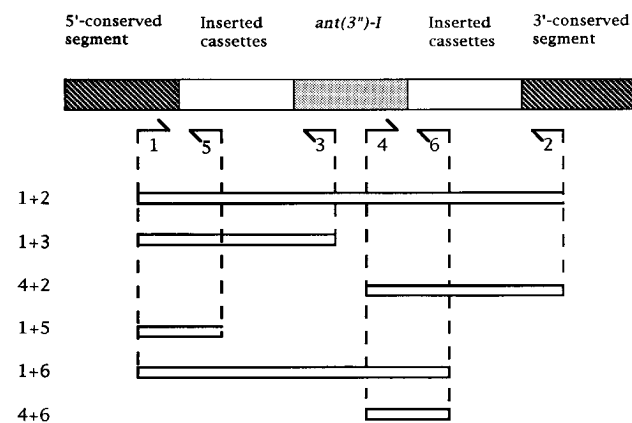 5'-conserved segment
Inserted cassettes
ant(3")-I
Inserted cassettes
3'-conserved segment
1
5
3
4
6
2
1+2
1+3
4+2
1+5
1+6
4+6